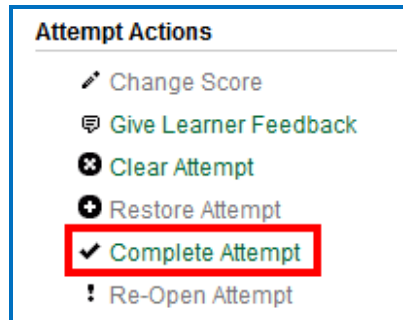 Attempt Actions
Change Score
Give Learner Feedback
Clear Attempt
Restore Attempt
Complete Attempt
Re-Open Attempt